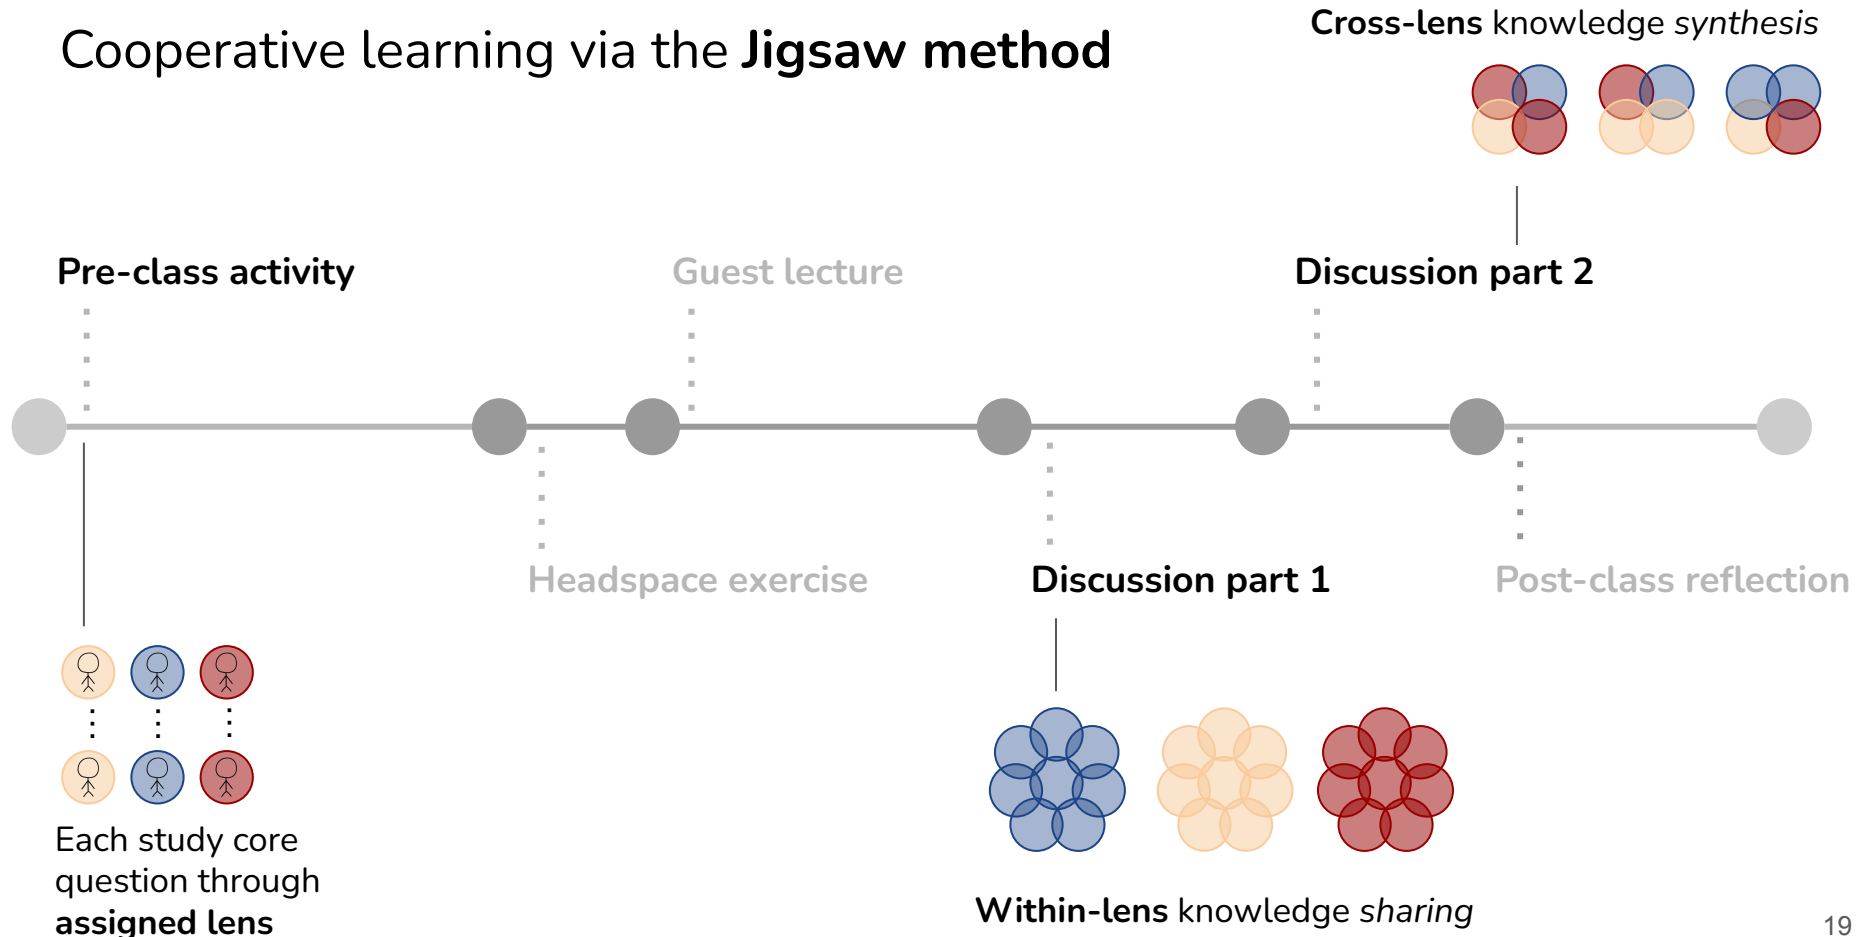 Cooperative learning via the Jigsaw method
Cross-lens knowledge synthesis
Pre-class activity
Guest lecture
Discussion part 2
Headspace exercise
Discussion part 1
Post-class reflection
Each study core
question through
assigned lens
Within-lens knowledge sharing
19